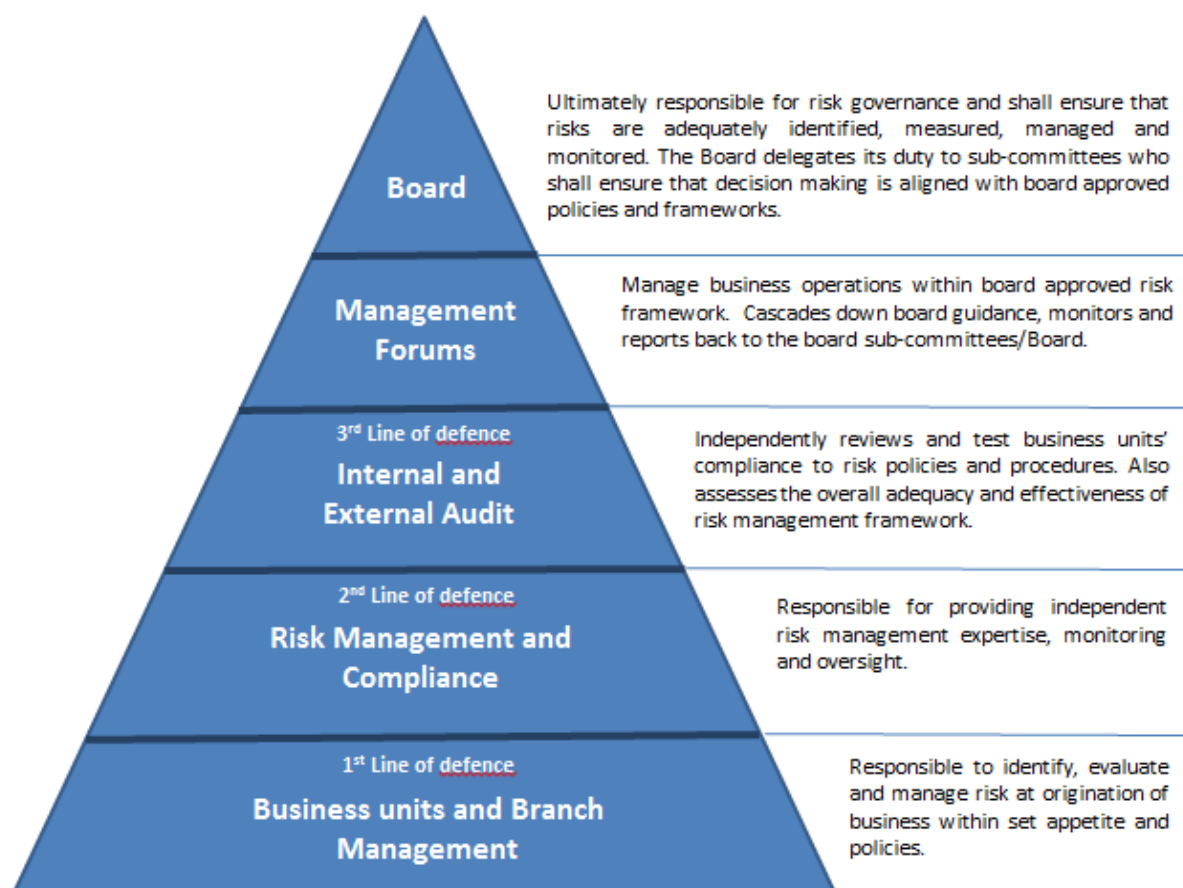 Board
Ultimately responsible for risk governance and shall ensure that
risks are adequately identified, measured, managed and
monitored. The Board delegates its duty to sub-committees who
shall ensure that decision making is aligned with board approved
policies and frameworks.
Management
Forums
Manage business operations within board approved risk
framework. Cascades down board guidance, monitors and
reports back to the board sub-committees/Board.
3rd Line of defence
Internal and
External Audit
Independently reviews and test business units’
compliance to risk policies and procedures. Also
assesses the overall adequacy and effectiveness of
risk management framework.
2nd Line of defence
Risk Management and
Compliance
Responsible for providing independent
risk management expertise, monitoring
and oversight.
1st Line of defence
Business units and Branch
Management
Responsible to identify, evaluate
and manage risk at origination of
business within set appetite and
policies.